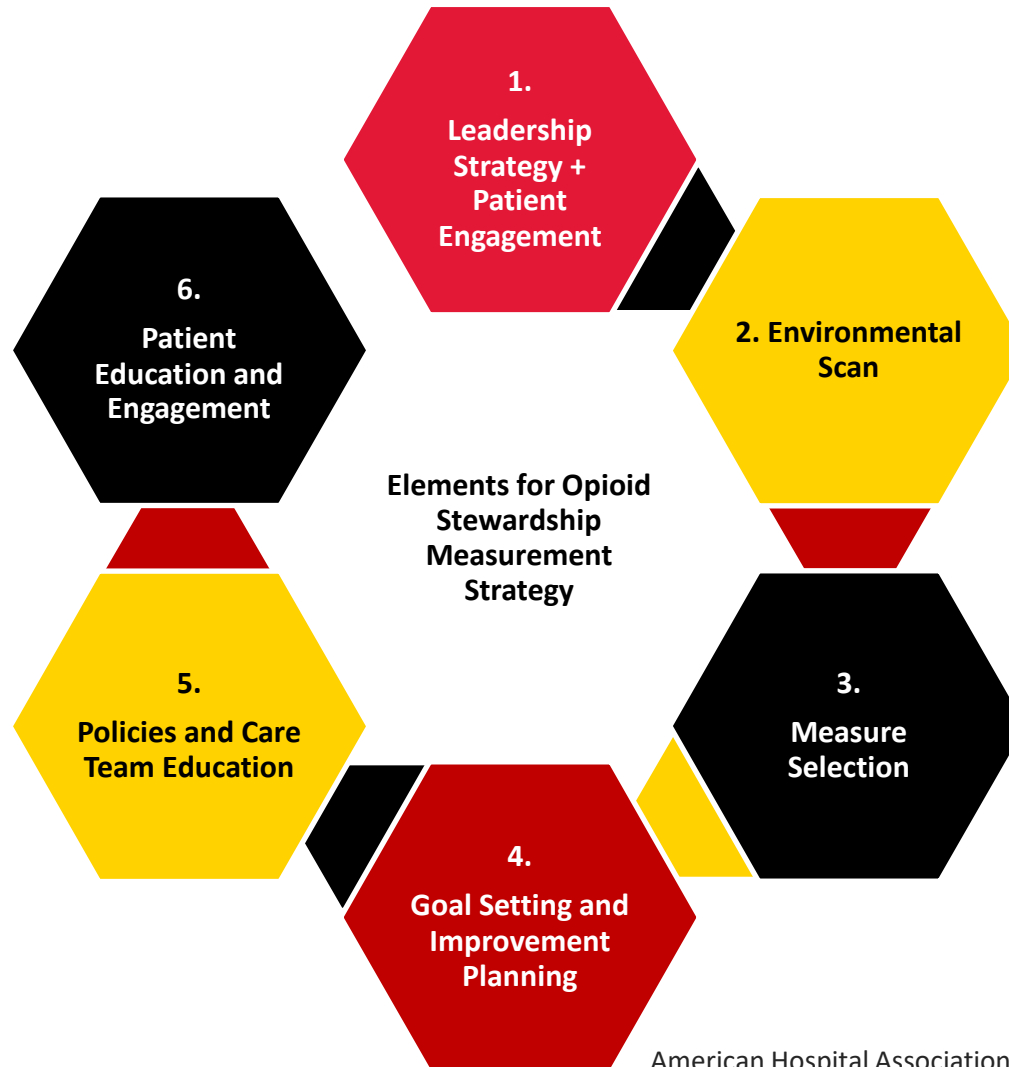 1.
Leadership
Strategy +
Patient
Engagement
2. Environmental
Scan
3.
Measure
Selection
4.
Goal Setting and
Improvement
Planning
5.
Policies and Care
Team Education
6.
Patient
Education and
Engagement
Elements for Opioid
Stewardship
Measurement
Strategy
American Hospital Association